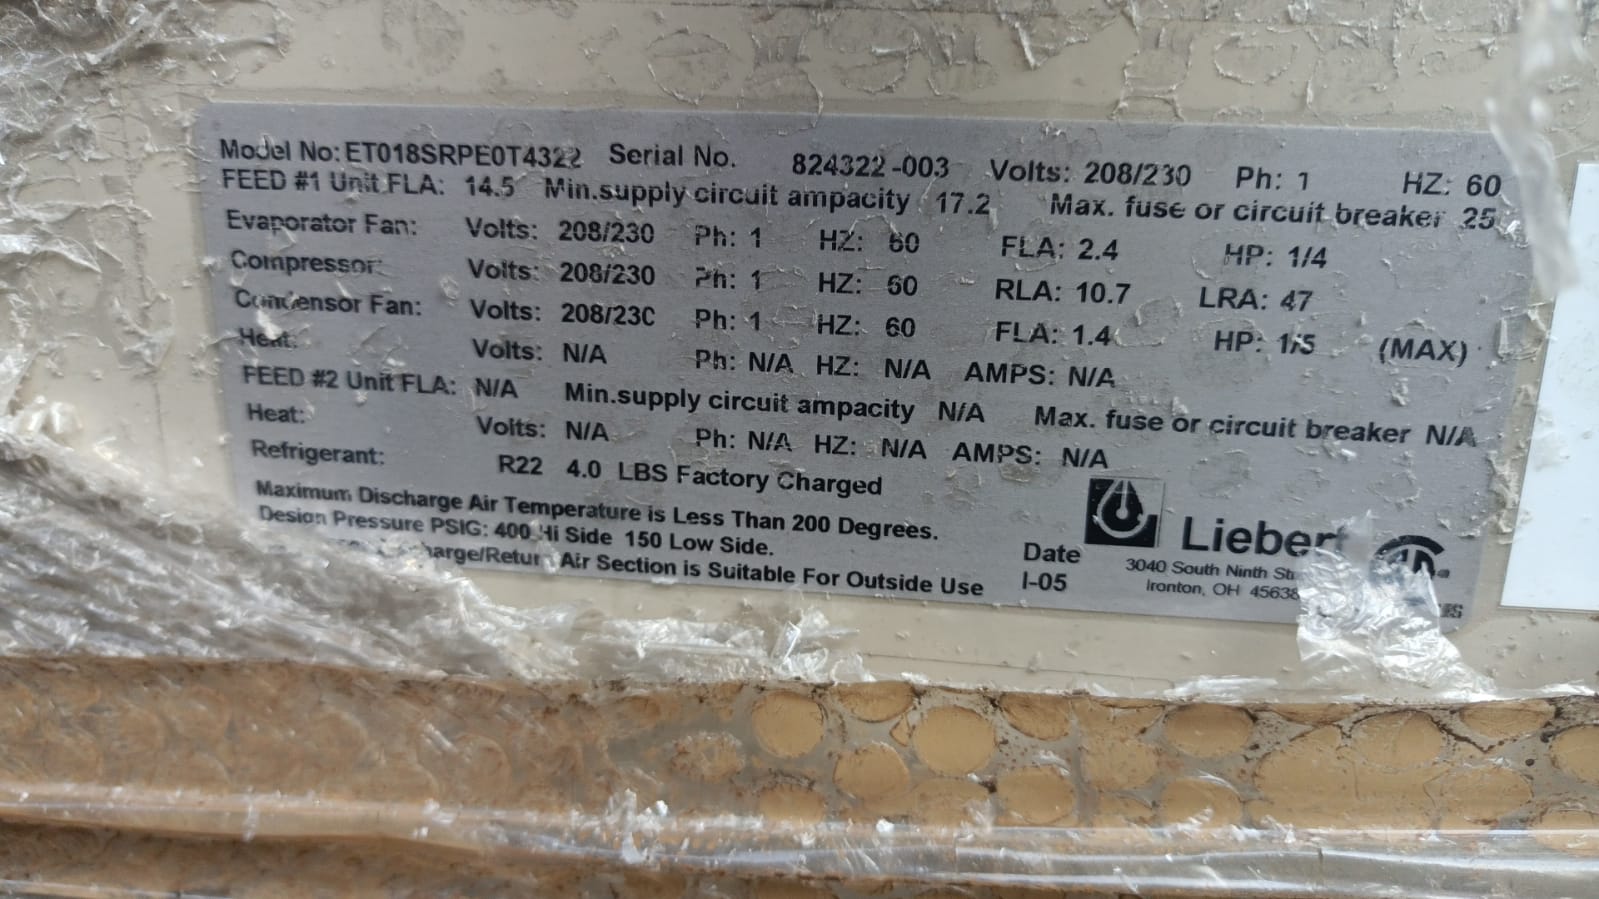 Model No: ET018SRPE0T4322 Serial No. 824322-003 Volts: 208/230 Ph: 1 HZ: 60
FEED #1 Unit FLA: 14.5 Min.supply circuit ampacity 17.2 Max. fuse or circuit breaker 25
Evaporator Fan: Volts: 208/230 Ph: 1 HZ: 60 FLA: 2.4 HP: 1/4
Compressor: Volts: 208/230 Ph: 1 HZ: 60 RLA: 10.7 LRA: 47
Condensor Fan: Volts: 208/230 Ph: 1 HZ: 60 FLA: 1.4 HP: 1/5 (MAX)
Heat: Volts: N/A Ph: N/A HZ: N/A AMPS: N/A
FEED #2 Unit FLA: N/A Min.supply circuit ampacity N/A Max. fuse or circuit breaker N/A
Heat: Volts: N/A Ph: N/A HZ: N/A AMPS: N/A
Refrigerant: R22 4.0 LBS Factory Charged
Maximum Discharge Air Temperature is Less Than 200 Degrees.
Design Pressure PSIG: 400 Hi Side 150 Low Side.
Air Section is Suitable For Outside Use
Date
I-05
Liebert
3040 South Ninth
Ironton, OH 45638